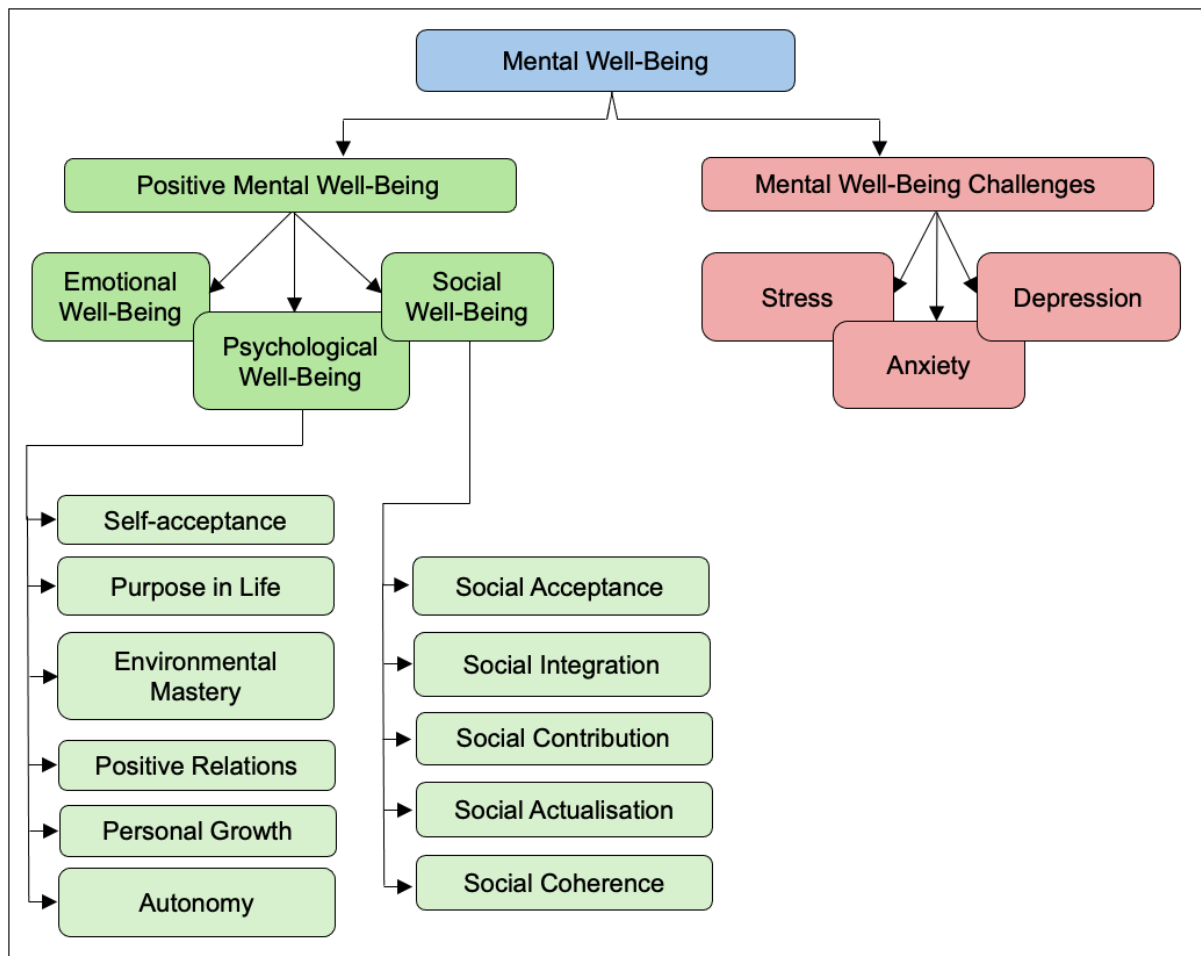 Mental Well-Being
Positive Mental Well-Being
Mental Well-Being Challenges
Emotional
Well-Being
Psychological
Well-Being
Social
Well-Being
Stress
Anxiety
Depression
Self-acceptance
Purpose in Life
Environmental
Mastery
Positive Relations
Personal Growth
Autonomy
Social Acceptance
Social Integration
Social Contribution
Social Actualisation
Social Coherence